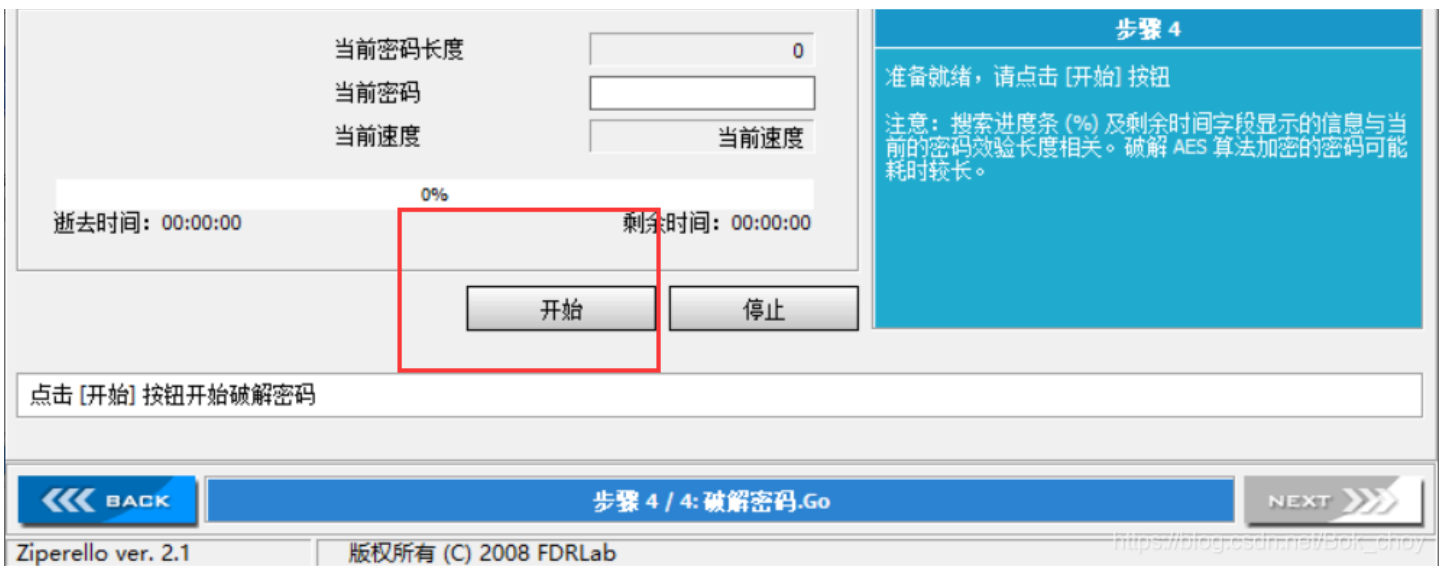 当前密码长度 0
当前密码
当前速度 当前速度
0%
逝去时间：00:00:00 剩余时间：00:00:00
开始 停止
步骤 4
准备就绪，请点击 [开始] 按钮
注意：搜索进度条 (%) 及剩余时间字段显示的信息与当
前的密码效验长度相关。破解 AES 算法加密的密码可能
耗时较长。
点击 [开始] 按钮开始破解密码
BACK 步骤 4 / 4: 破解密码.Go NEXT
Ziperello ver. 2.1 版权所有 (C) 2008 FDRLab
https://blog.csdn.net/Bok_choy